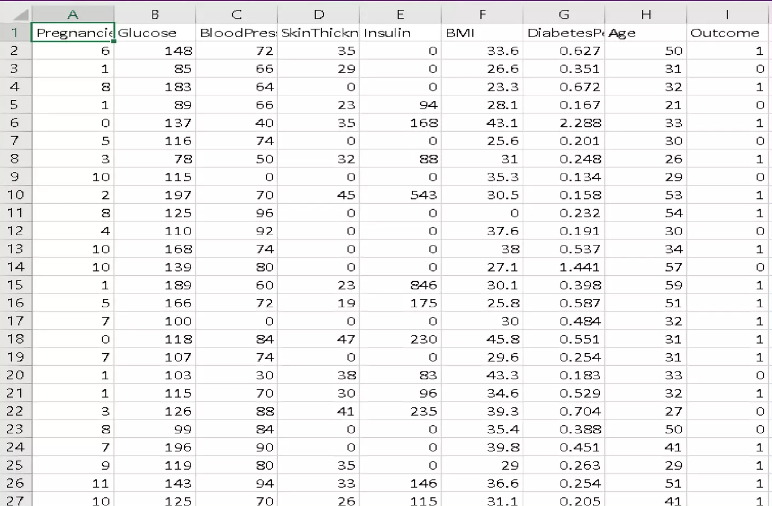 A B C D E F G H I
1 Pregnancie Glucose BloodPress SkinThickn Insulin BMI DiabetesPe Age Outcome
2 6 148 72 35 0 33.6 0.627 50 1
3 1 85 66 29 0 26.6 0.351 31 0
4 8 183 64 0 0 23.3 0.672 32 1
5 1 89 66 23 94 28.1 0.167 21 0
6 0 137 40 35 168 43.1 2.288 33 1
7 5 116 74 0 0 25.6 0.201 30 0
8 3 78 50 32 88 31 0.248 26 1
9 10 115 0 0 0 35.3 0.134 29 0
10 2 197 70 45 543 30.5 0.158 53 1
11 8 125 96 0 0 0 0.232 54 1
12 4 110 92 0 0 37.6 0.191 30 0
13 10 168 74 0 0 38 0.537 34 1
14 10 139 80 0 0 27.1 1.441 57 0
15 1 189 60 23 846 30.1 0.398 59 1
16 5 166 72 19 175 25.8 0.587 51 1
17 7 100 0 0 0 30 0.484 32 1
18 0 118 84 47 230 45.8 0.551 31 1
19 7 107 74 0 0 29.6 0.254 31 1
20 1 103 30 38 83 43.3 0.183 33 0
21 1 115 70 30 96 34.6 0.529 32 1
22 3 126 88 41 235 39.3 0.704 27 0
23 8 99 84 0 0 35.4 0.388 50 0
24 7 196 90 0 0 39.8 0.451 41 1
25 9 119 80 35 0 29 0.263 29 1
26 11 143 94 33 146 36.6 0.254 51 1
27 10 125 70 26 115 31.1 0.205 41 1